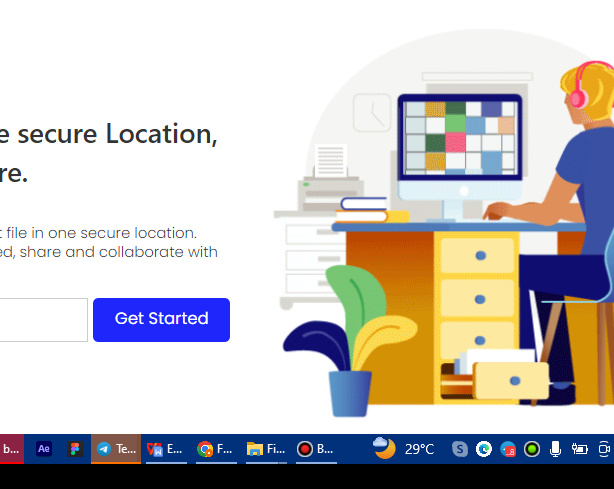 e secure Location,
re.
t file in one secure location.
ed, share and collaborate with
Get Started
b... Ae Te... E... F... Fi... B... 29°C S